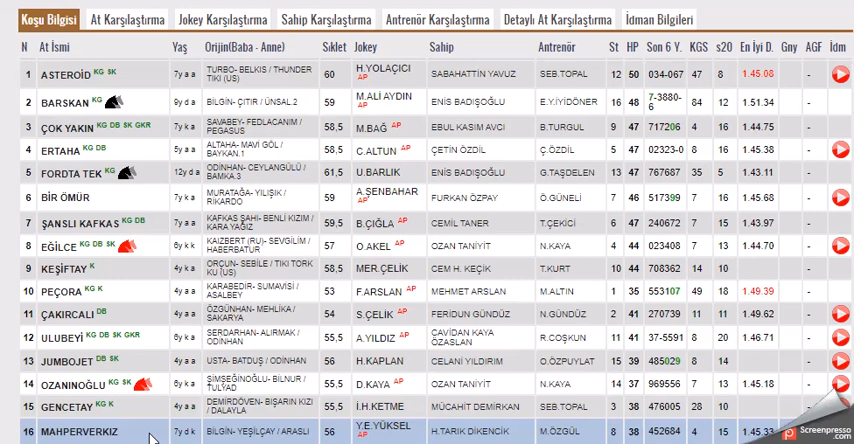 Koşu Bilgisi At Karşılaştırma Jokey Karşılaştırma Sahip Karşılaştırma Antrenör Karşılaştırma Detaylı At Karşılaştırma İdman Bilgileri
N At İsmi Yaş Orijin(Baba - Anne) Sıklet Jokey Sahip Antrenör St HP Son 6 Y. KGS s20 En İyi D. Gny AGF İdm
1 ASTEROİD KG SK 7y a a TURBO- BELKIS / THUNDER TIKI (US) 60 H.YOLAÇICI AP SABAHATTİN YAVUZ SEB.TOPAL 12 50 034-067 47 8 1.45.08 -
2 BARSKAN KG 9y d a BİLGİN- ÇITIR / ÜNSAL.2 59 M.ALİ AYDIN AP ENİS BADIŞOĞLU E.Y.İYİDÖNER 16 48 7-3880-6 84 12 1.51.34 -
3 ÇOK YAKIN KG DB SK GKR 7y k a SAVABEY- FEDLACANIM / PEGASUS 58,5 M.BAĞ AP EBUL KASIM AVCI B.TURGUL 9 47 717206 4 16 1.44.75 -
4 ERTAHA KG DB 5y a a ALTAHA- MAVİ GÖL / BAYKAN.1 58,5 C.ALTUN AP ÇETİN ÖZDİL Ç.ÖZDİL 5 47 02323-0 8 16 1.45.38 -
5 FORDTA TEK KG 12y d a ODİNHAN- CEYLANGÜLÜ / BAMKA.3 61,5 U.BARLIK ENİS BADIŞOĞLU G.TAŞDELEN 13 47 767687 35 5 1.43.11 -
6 BİR ÖMÜR 7y k a MURATAĞA- YILIŞIK / RİKARDO 59 A.ŞENBAHAR AP FURKAN ÖZPAY Ö.GÜNELİ 7 46 517399 7 16 1.45.68 -
7 ŞANSLI KAFKAS KG DB 7y a a KAFKAS ŞAHİ- BENLİ KIZIM / KARA YAĞIZ 59,5 B.ÇIĞLA AP CEMİL TANER T.ÇEKİCİ 6 47 240672 7 15 1.43.97 -
8 EĞİLCE KG DB SK 6y k k KAIZBERT (RU)- SEVGİLİM / HABERBATUR 57 O.AKEL AP OZAN TANİYİT N.KAYA 4 44 023408 7 13 1.44.70 -
9 KEŞİFTAY K 4y k a ORÇUN- SEBİLE / TIKI TORK KU (US) 58,5 MER.ÇELİK CEM H. KEÇİK T.KURT 10 44 708362 14 10 -
10 PEÇORA KG K 4y a a KARABEDİR- SUMAVİSİ / ASALBEY 53 F.ARSLAN AP MEHMET ARSLAN M.ALTIN 1 35 553107 49 18 1.49.39 -
11 ÇAKIRCALI DB 4y a a ÖZGÜNHAN- MEHLİKA / SAKARYA 54 S.ÇELİK AP FERİDUN GÜNDÜZ N.GÜNDÜZ 2 41 270739 11 11 1.49.62 -
12 ULUBEYİ KG DB SK GKR 6y k a SERDARHAN- ALIRMAK / ODİNHAN 55,5 A.YILDIZ AP CAVİDAN KAYA ÖZASLAN R.COŞKUN 11 41 37-5591 8 20 1.46.71 -
13 JUMBOJET DB SK 4y a a USTA- BATDUŞ / ODİNHAN 56 H.KAPLAN CELANİ YILDIRIM O.ÖZPUYLAT 15 39 485029 8 14 -
14 OZANINOĞLU KG SK 6y k a ŞİMŞEĞİNOĞLU- BİLNUR / TULYAD 55,5 D.KAYA AP OZAN TANİYİT N.KAYA 14 37 969556 7 13 1.45.18 -
15 GENCETAY KG K 4y a a DEMİRDÖVEN- BIŞARIN KIZI / DALAYLA 55,5 İ.H.KETME MÜCAHİT DEMİRKAN SEB.TOPAL 3 38 476005 28 10 -
16 MAHPERVERKIZ 7y d k BİLGİN- YEŞİLÇAY / ARASLI 56 Y.E.YÜKSEL AP H.TARIK DİKENCİK M.ÖZGÜL 8 38 452684 4 15 1.45.33 -
Screenpresso